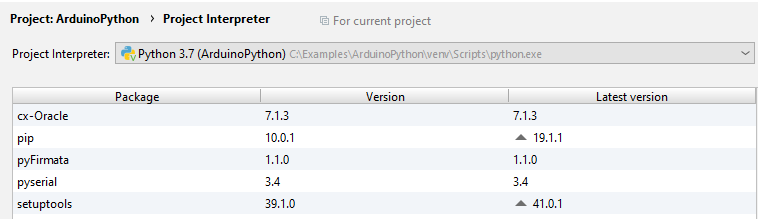 Project: ArduinoPython > Project Interpreter For current project
Project Interpreter: Python 3.7 (ArduinoPython) C:\Examples\ArduinoPython\venv\Scripts\python.exe
Package Version Latest version
cx-Oracle 7.1.3 7.1.3
pip 10.0.1 19.1.1
pyFirmata 1.1.0 1.1.0
pyserial 3.4 3.4
setuptools 39.1.0 41.0.1